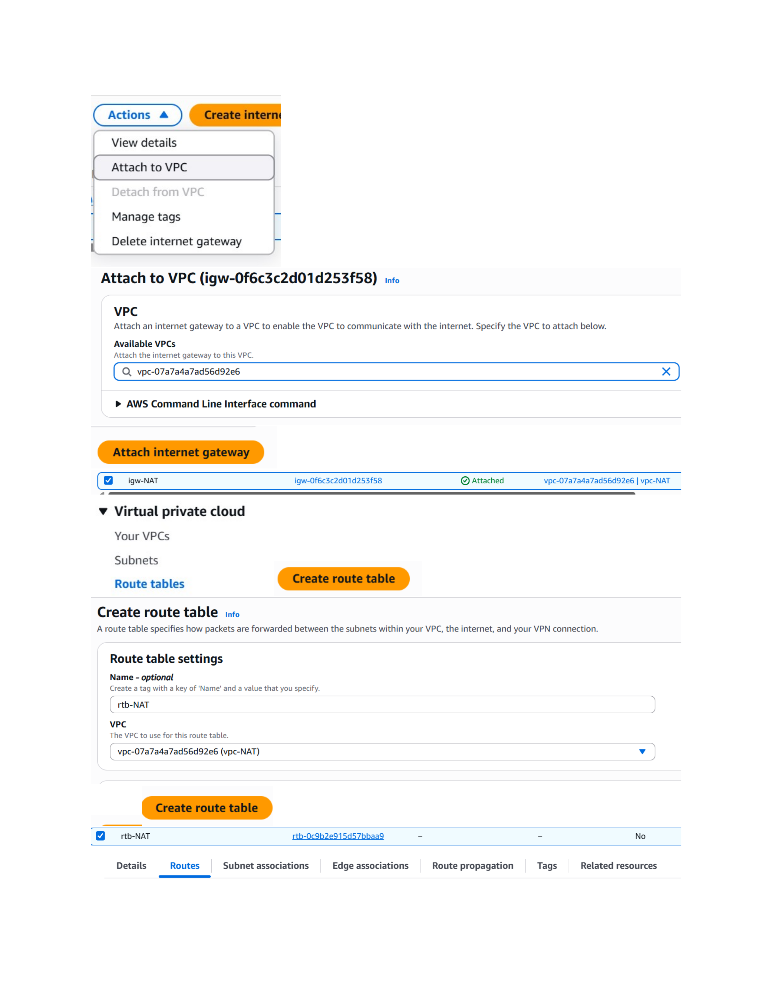 Actions ▲ Create interne
View details
Attach to VPC
Detach from VPC
Manage tags
Delete internet gateway
Attach to VPC (igw-0f6c3c2d01d253f58) Info
VPC
Attach an internet gateway to a VPC to enable the VPC to communicate with the internet. Specify the VPC to attach below.
Available VPCs
Attach the internet gateway to this VPC.
vpc-07a7a4a7ad56d92e6
AWS Command Line Interface command
Attach internet gateway
igw-NAT igw-0f6c3c2d01d253f58 Attached vpc-07a7a4a7ad56d92e6 | vpc-NAT
Virtual private cloud
Your VPCs
Subnets
Route tables
Create route table
Create route table Info
A route table specifies how packets are forwarded between the subnets within your VPC, the internet, and your VPN connection.
Route table settings
Name - optional
Create a tag with a key of 'Name' and a value that you specify.
rtb-NAT
VPC
The VPC to use for this route table.
vpc-07a7a4a7ad56d92e6 (vpc-NAT)
Create route table
rtb-NAT rtb-0c9b2e915d57bbaa9 – – No
Details Routes Subnet associations Edge associations Route propagation Tags Related resources